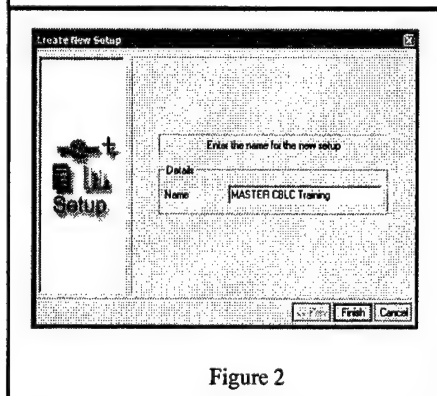 Create New Setup
Setup
Enter the name for the new setup
Details
Name
MASTER CBLC Training
Finish
Cancel
Figure 2